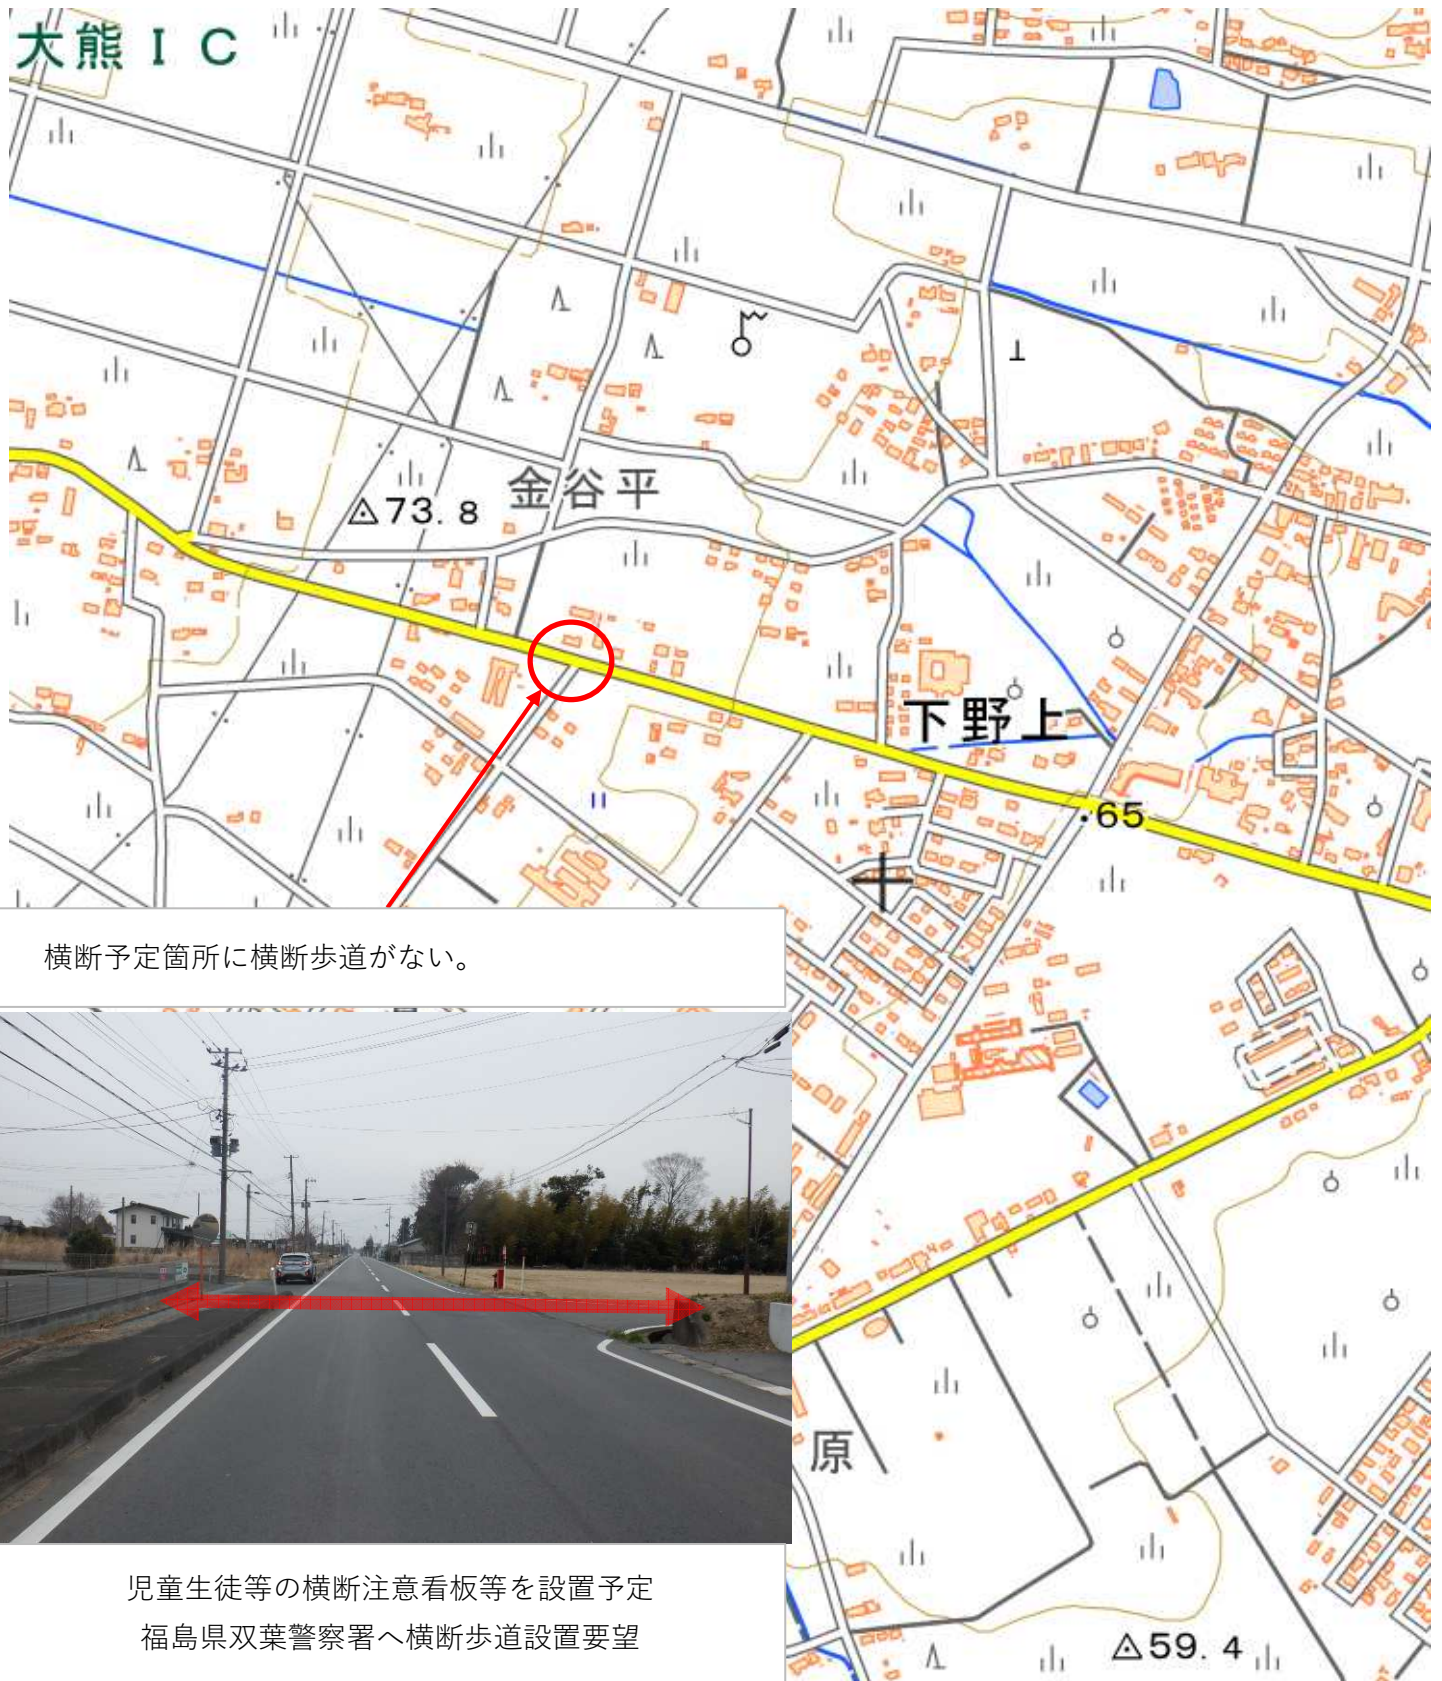 大熊ＩＣ
金谷平
73.8
下野上
65
横断予定箇所に横断歩道がない。
原
児童生徒等の横断注意看板等を設置予定
福島県双葉警察署へ横断歩道設置要望
59.4